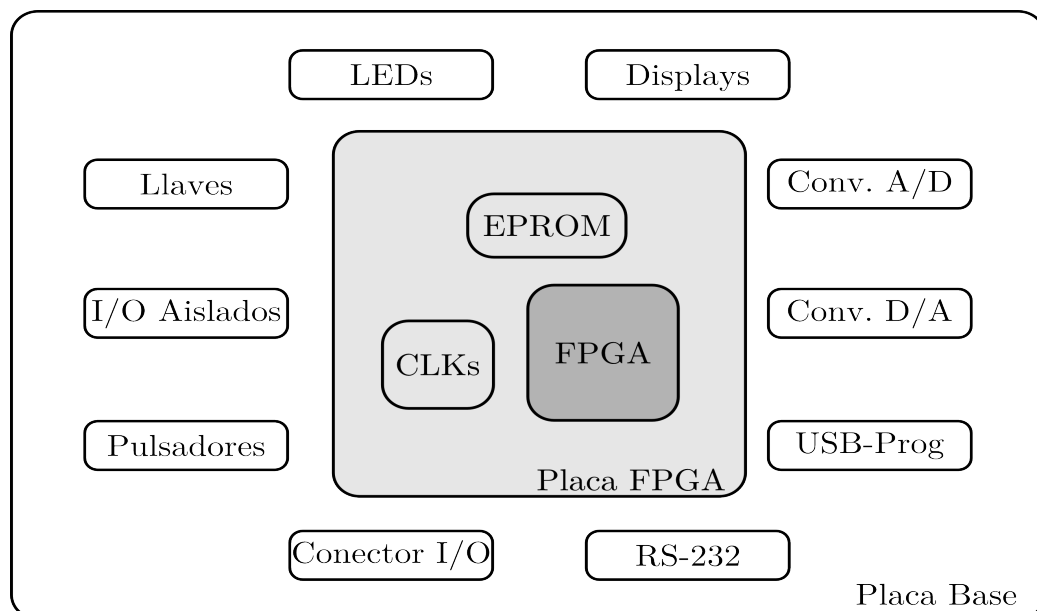 LEDs
Displays
Llaves
Conv. A/D
EPROM
I/O Aislados
Conv. D/A
CLKs
FPGA
Pulsadores
USB-Prog
Placa FPGA
Conector I/O
RS-232
Placa Base